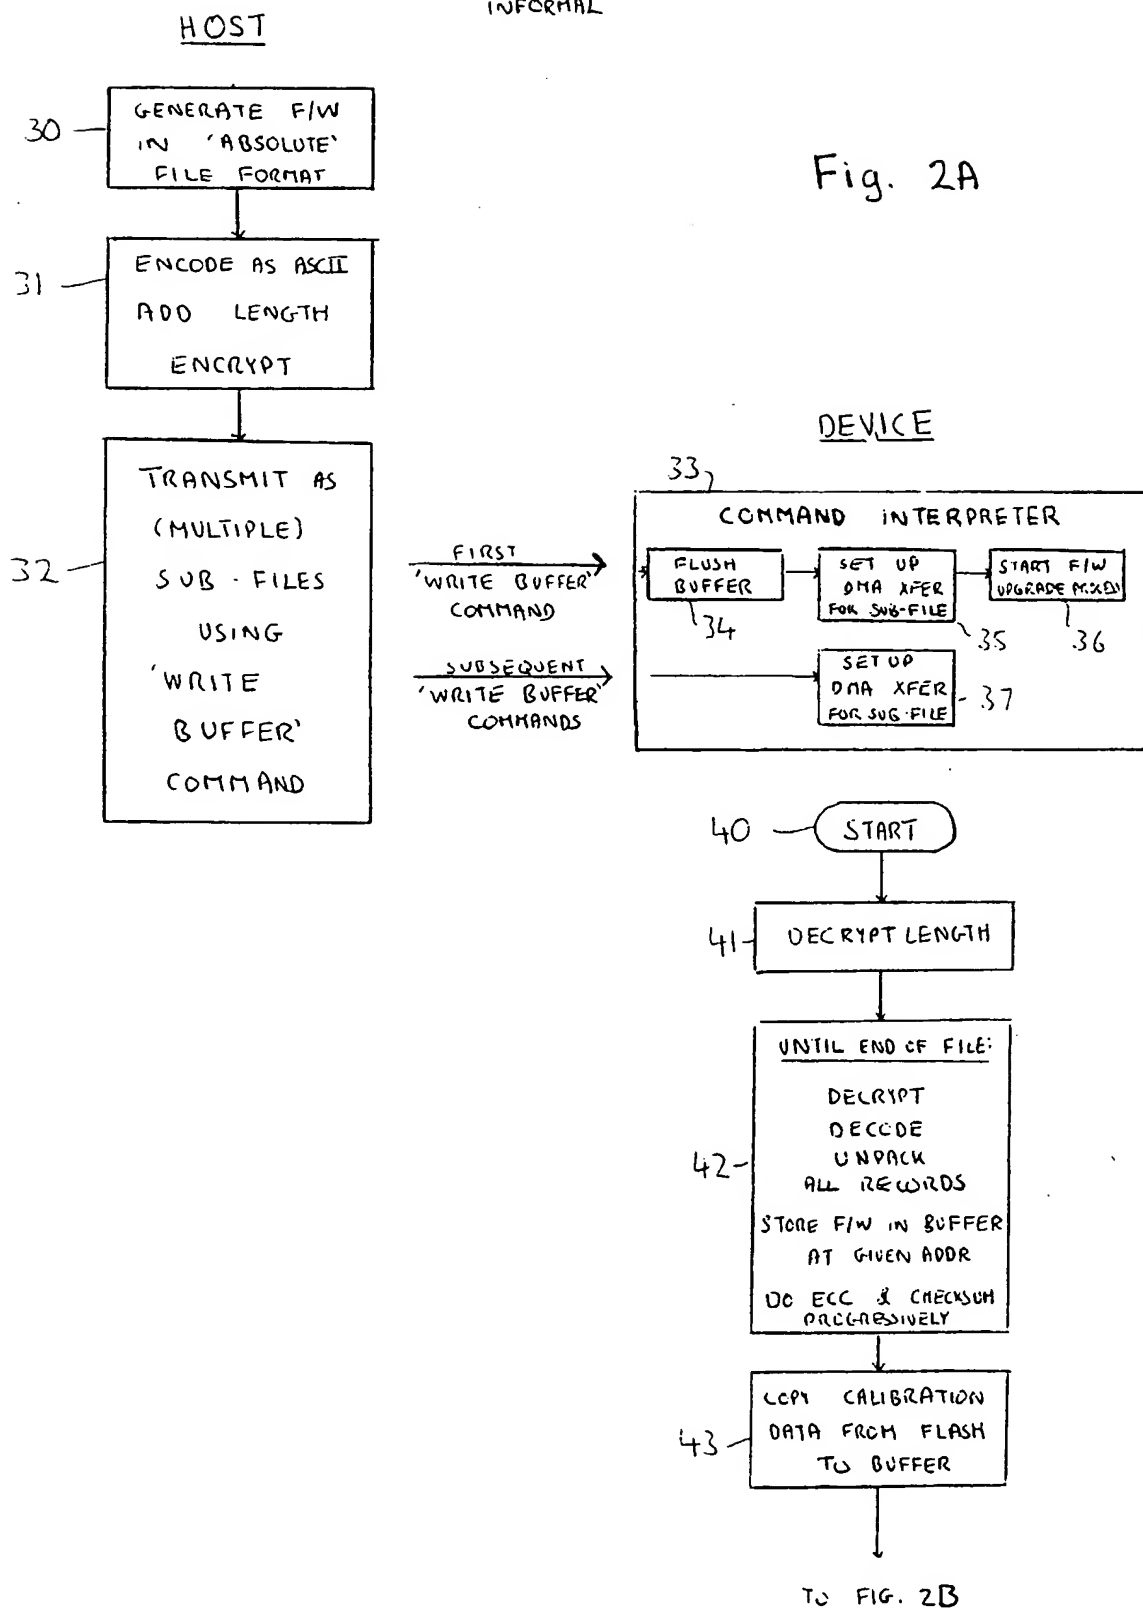 INFORMAL
HOST
30
GENERATE F/W
IN 'ABSOLUTE'
FILE FORMAT
Fig. 2A
31
ENCODE AS ASCII
ADD LENGTH
ENCRYPT
32
TRANSMIT AS
(MULTIPLE)
SUB-FILES
USING
'WRITE
BUFFER'
COMMAND
FIRST
'WRITE BUFFER'
COMMAND
SUBSEQUENT
'WRITE BUFFER'
COMMANDS
DEVICE
33
COMMAND INTERPRETER
FLUSH
BUFFER
34
SET UP
DMA XFER
FOR SUB-FILE
35
START F/W
UPGRADE
36
SET UP
DMA XFER
FOR SUB-FILE
37
40
START
41
DECRYPT LENGTH
42
UNTIL END OF FILE:
DECRYPT
DECODE
UNPACK
ALL RECORDS
STORE F/W IN BUFFER
AT GIVEN ADDR
DO ECC & CHECKSUM
PROGRESSIVELY
43
COPY CALIBRATION
DATA FROM FLASH
TO BUFFER
TO FIG. 2B